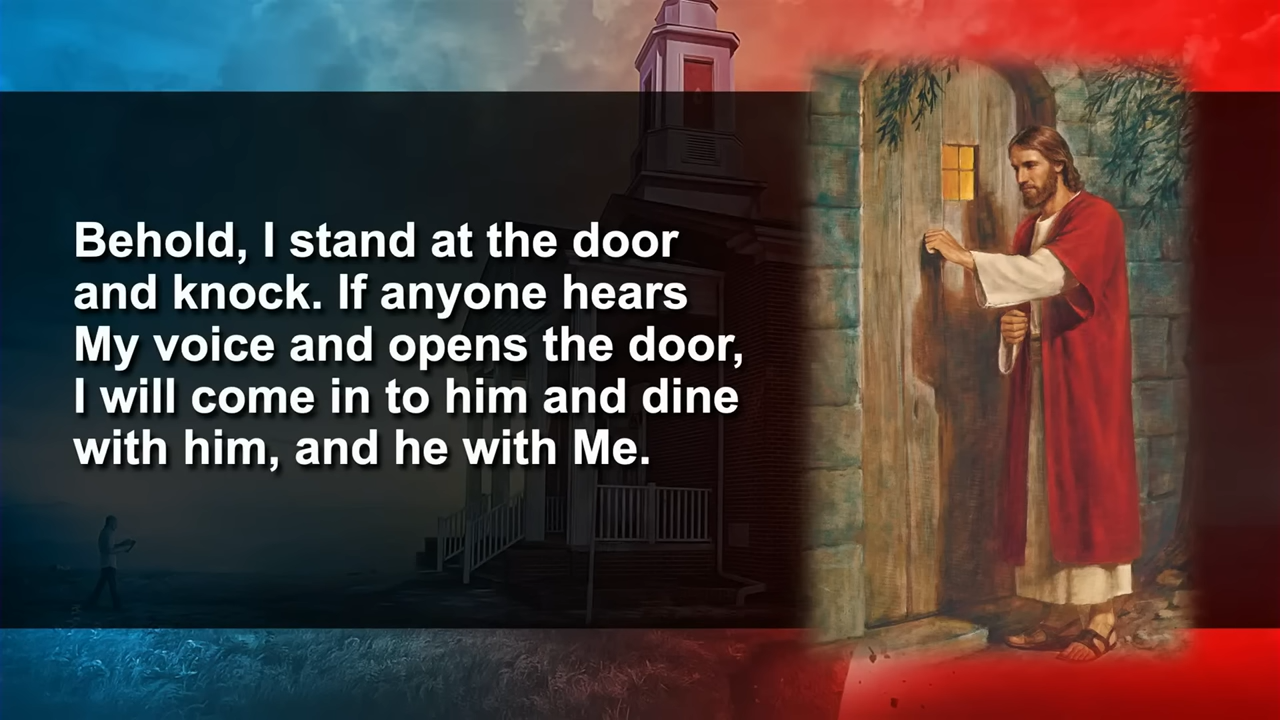 Behold, I stand at the door
and knock. If anyone hears
My voice and opens the door,
I will come in to him and dine
with him, and he with Me.